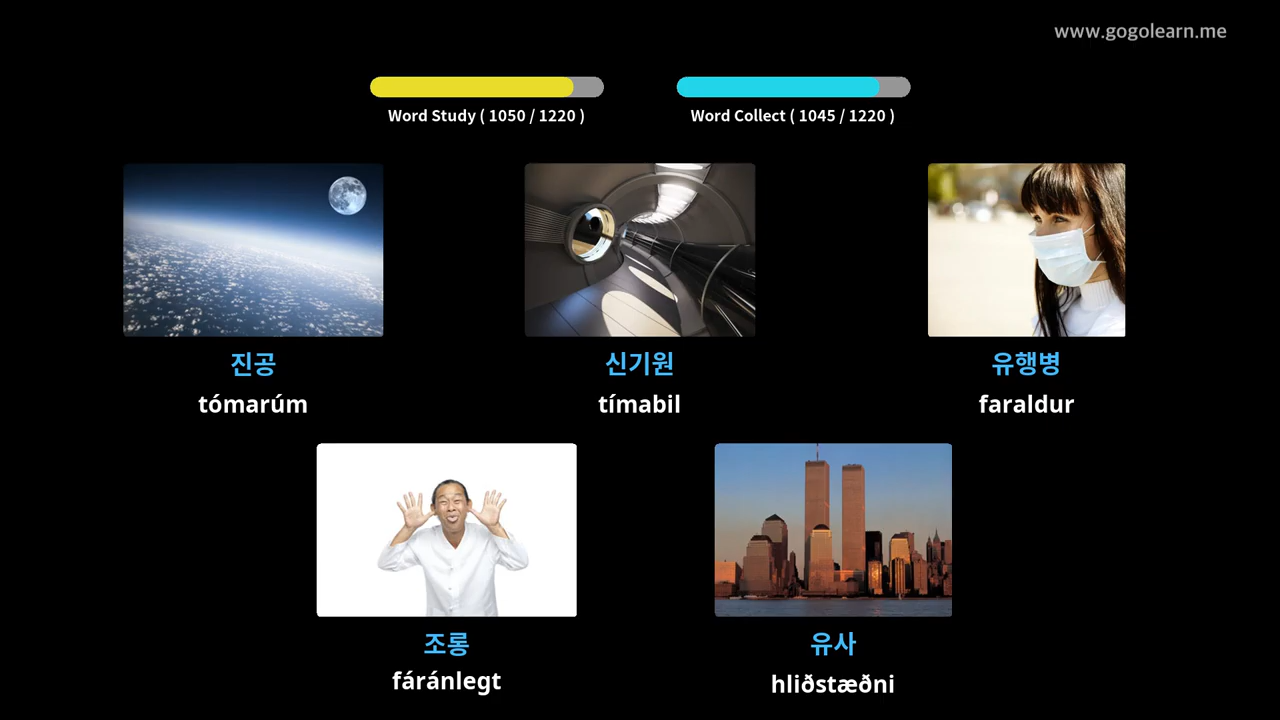 www.gogolearn.me
Word Study ( 1050 / 1220 )
Word Collect ( 1045 / 1220 )
진공
tómarúm
신기원
tímabil
유행병
faraldur
조롱
fáránlegt
유사
hliðstæðni